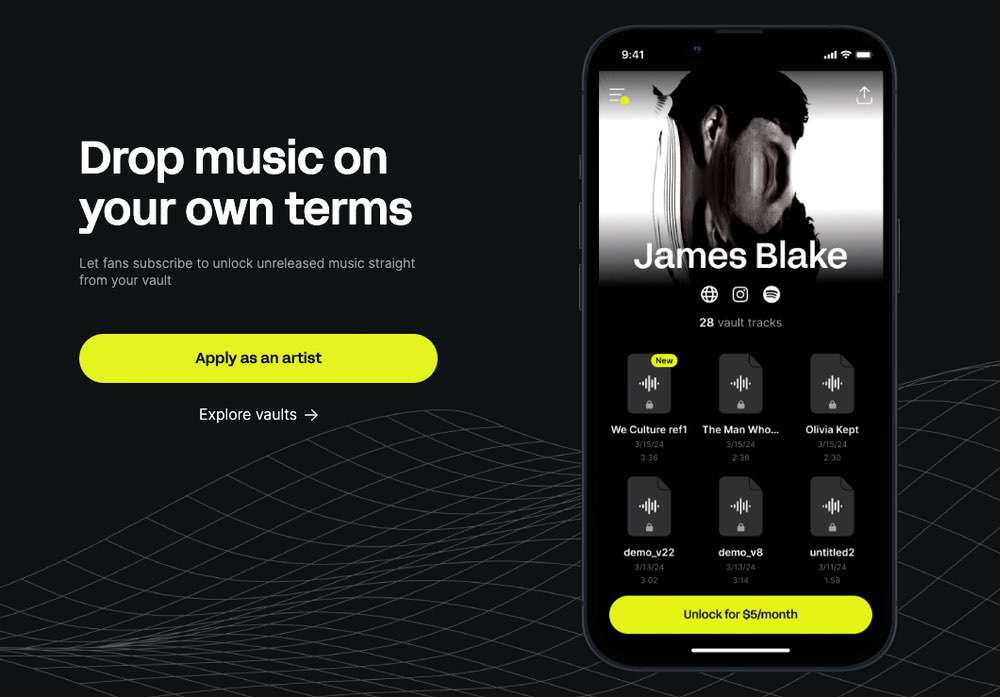 Drop music on
your own terms
Let fans subscribe to unlock unreleased music straight
from your vault
Apply as an artist
Explore vaults →
9:41
James Blake
28 vault tracks
New
We Culture ref1
3/15/24
3:36
The Man Who...
3/15/24
2:36
Olivia Kept
3/15/24
2:30
demo_v22
3/13/24
3:02
demo_v8
3/13/24
3:14
untitled2
3/11/24
1:58
Unlock for $5/month